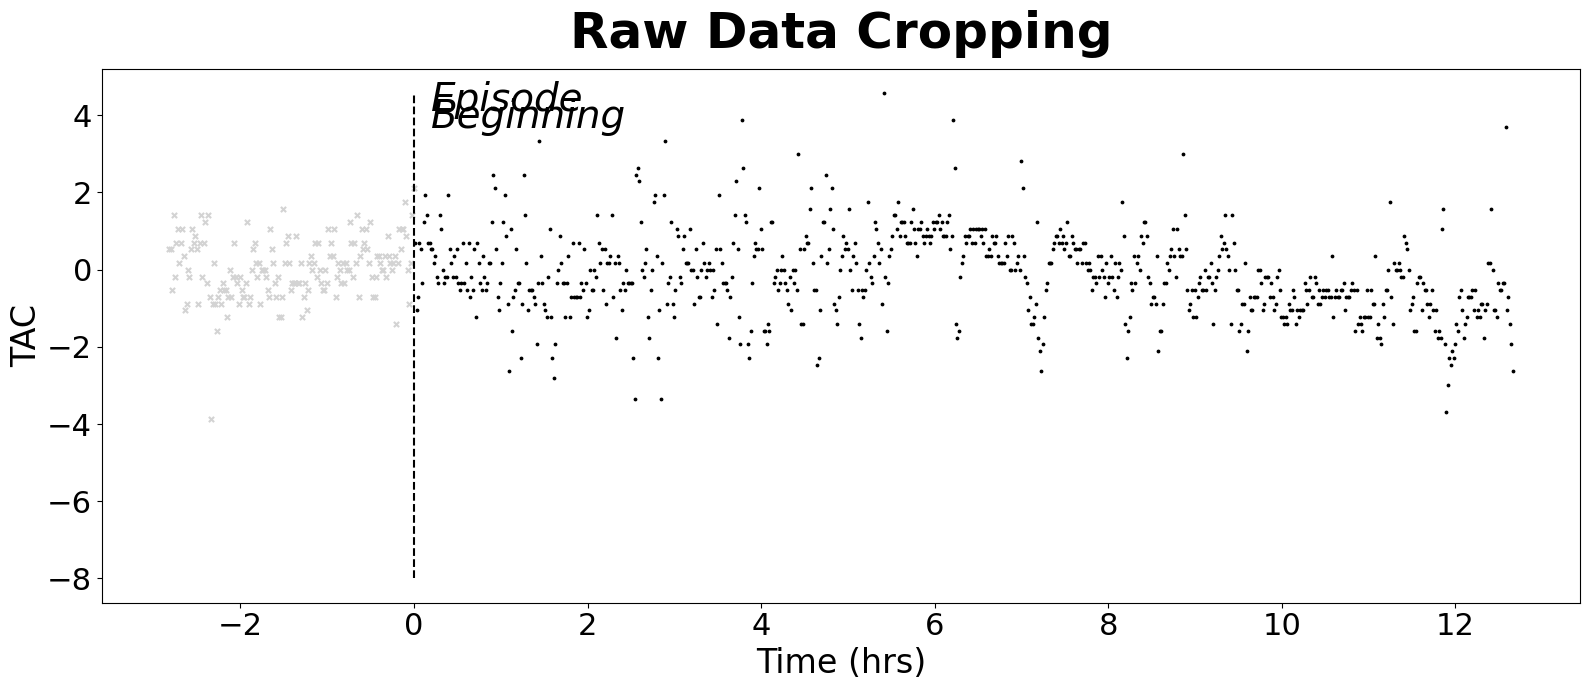 Raw Data Cropping
Episode
Beginning
4
2
0
−2
−4
−6
−8
TAC
−2 0 2 4 6 8 10 12
Time (hrs)